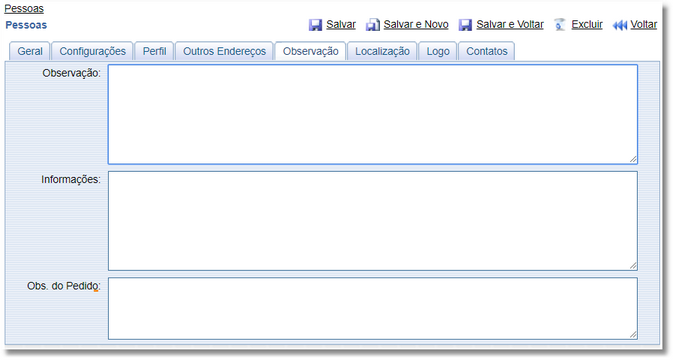 Pessoas
Pessoas Salvar Salvar e Novo Salvar e Voltar Excluir Voltar
Geral Configurações Perfil Outros Endereços Observação Localização Logo Contatos
Observação:
Informações:
Obs. do Pedido: